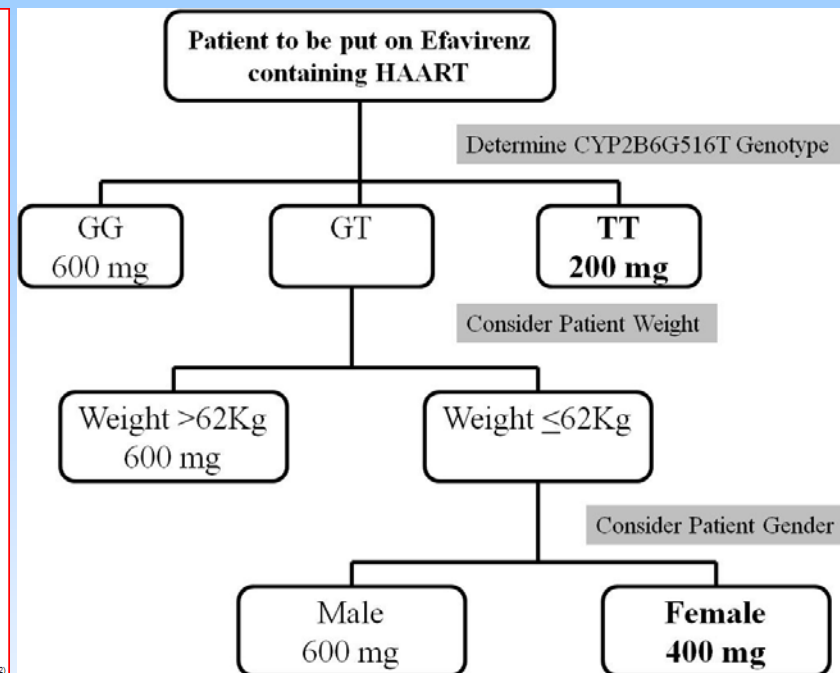 Patient to be put on Efavirenz
containing HAART
Determine CYP2B6G516T Genotype
GG
600 mg
GT
TT
200 mg
Consider Patient Weight
Weight >62Kg
600 mg
Weight ≤62Kg
Consider Patient Gender
Male
600 mg
Female
400 mg